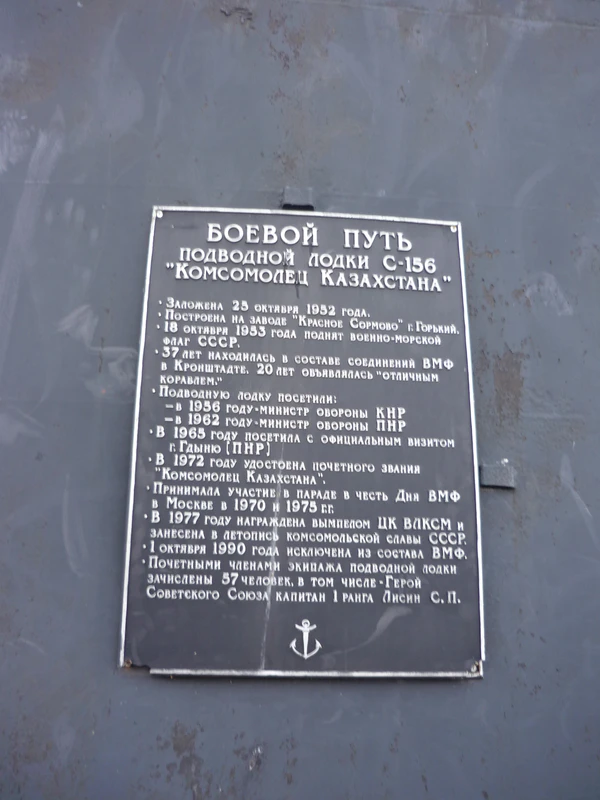 БОЕВОЙ ПУТЬ
ПОДВОДНОЙ ЛОДКИ С-156
"КОМСОМОЛЕЦ КАЗАХСТАНА"
· ЗАЛОЖЕНА 25 ОКТЯБРЯ 1952 ГОДА.
· ПОСТРОЕНА НА ЗАВОДЕ "КРАСНОЕ СОРМОВО" Г. ГОРЬКИЙ.
· 18 ОКТЯБРЯ 1953 ГОДА ПОДНЯТ ВОЕННО-МОРСКОЙ
ФЛАГ СССР.
· 37 ЛЕТ НАХОДИЛАСЬ В СОСТАВЕ СОЕДИНЕНИЙ ВМФ
В КРОНШТАДТЕ. 20 ЛЕТ ОБЪЯВЛЯЛАСЬ "ОТЛИЧНЫМ
КОРАБЛЕМ."
· ПОДВОДНУЮ ЛОДКУ ПОСЕТИЛИ:
– В 1956 ГОДУ-МИНИСТР ОБОРОНЫ КНР
– В 1962 ГОДУ-МИНИСТР ОБОРОНЫ ПНР
· В 1965 ГОДУ ПОСЕТИЛА С ОФИЦИАЛЬНЫМ ВИЗИТОМ
Г. ГДЫНЮ (ПНР)
· В 1972 ГОДУ УДОСТОЕНА ПОЧЕТНОГО ЗВАНИЯ
"КОМСОМОЛЕЦ КАЗАХСТАНА".
· ПРИНИМАЛА УЧАСТИЕ В ПАРАДЕ В ЧЕСТЬ ДНЯ ВМФ
В МОСКВЕ В 1970 И 1975 Г.Г.
· В 1977 ГОДУ НАГРАЖДЕНА ВЫМПЕЛОМ ЦК ВЛКСМ И
ЗАНЕСЕНА В ЛЕТОПИСЬ КОМСОМОЛЬСКОЙ СЛАВЫ СССР.
· 1 ОКТЯБРЯ 1990 ГОДА ИСКЛЮЧЕНА ИЗ СОСТАВА ВМФ.
· ПОЧЕТНЫМИ ЧЛЕНАМИ ЭКИПАЖА ПОДВОДНОЙ ЛОДКИ
ЗАЧИСЛЕНЫ 57 ЧЕЛОВЕК, В ТОМ ЧИСЛЕ-ГЕРОЙ
СОВЕТСКОГО СОЮЗА КАПИТАН 1 РАНГА ЛИСИН С.П.